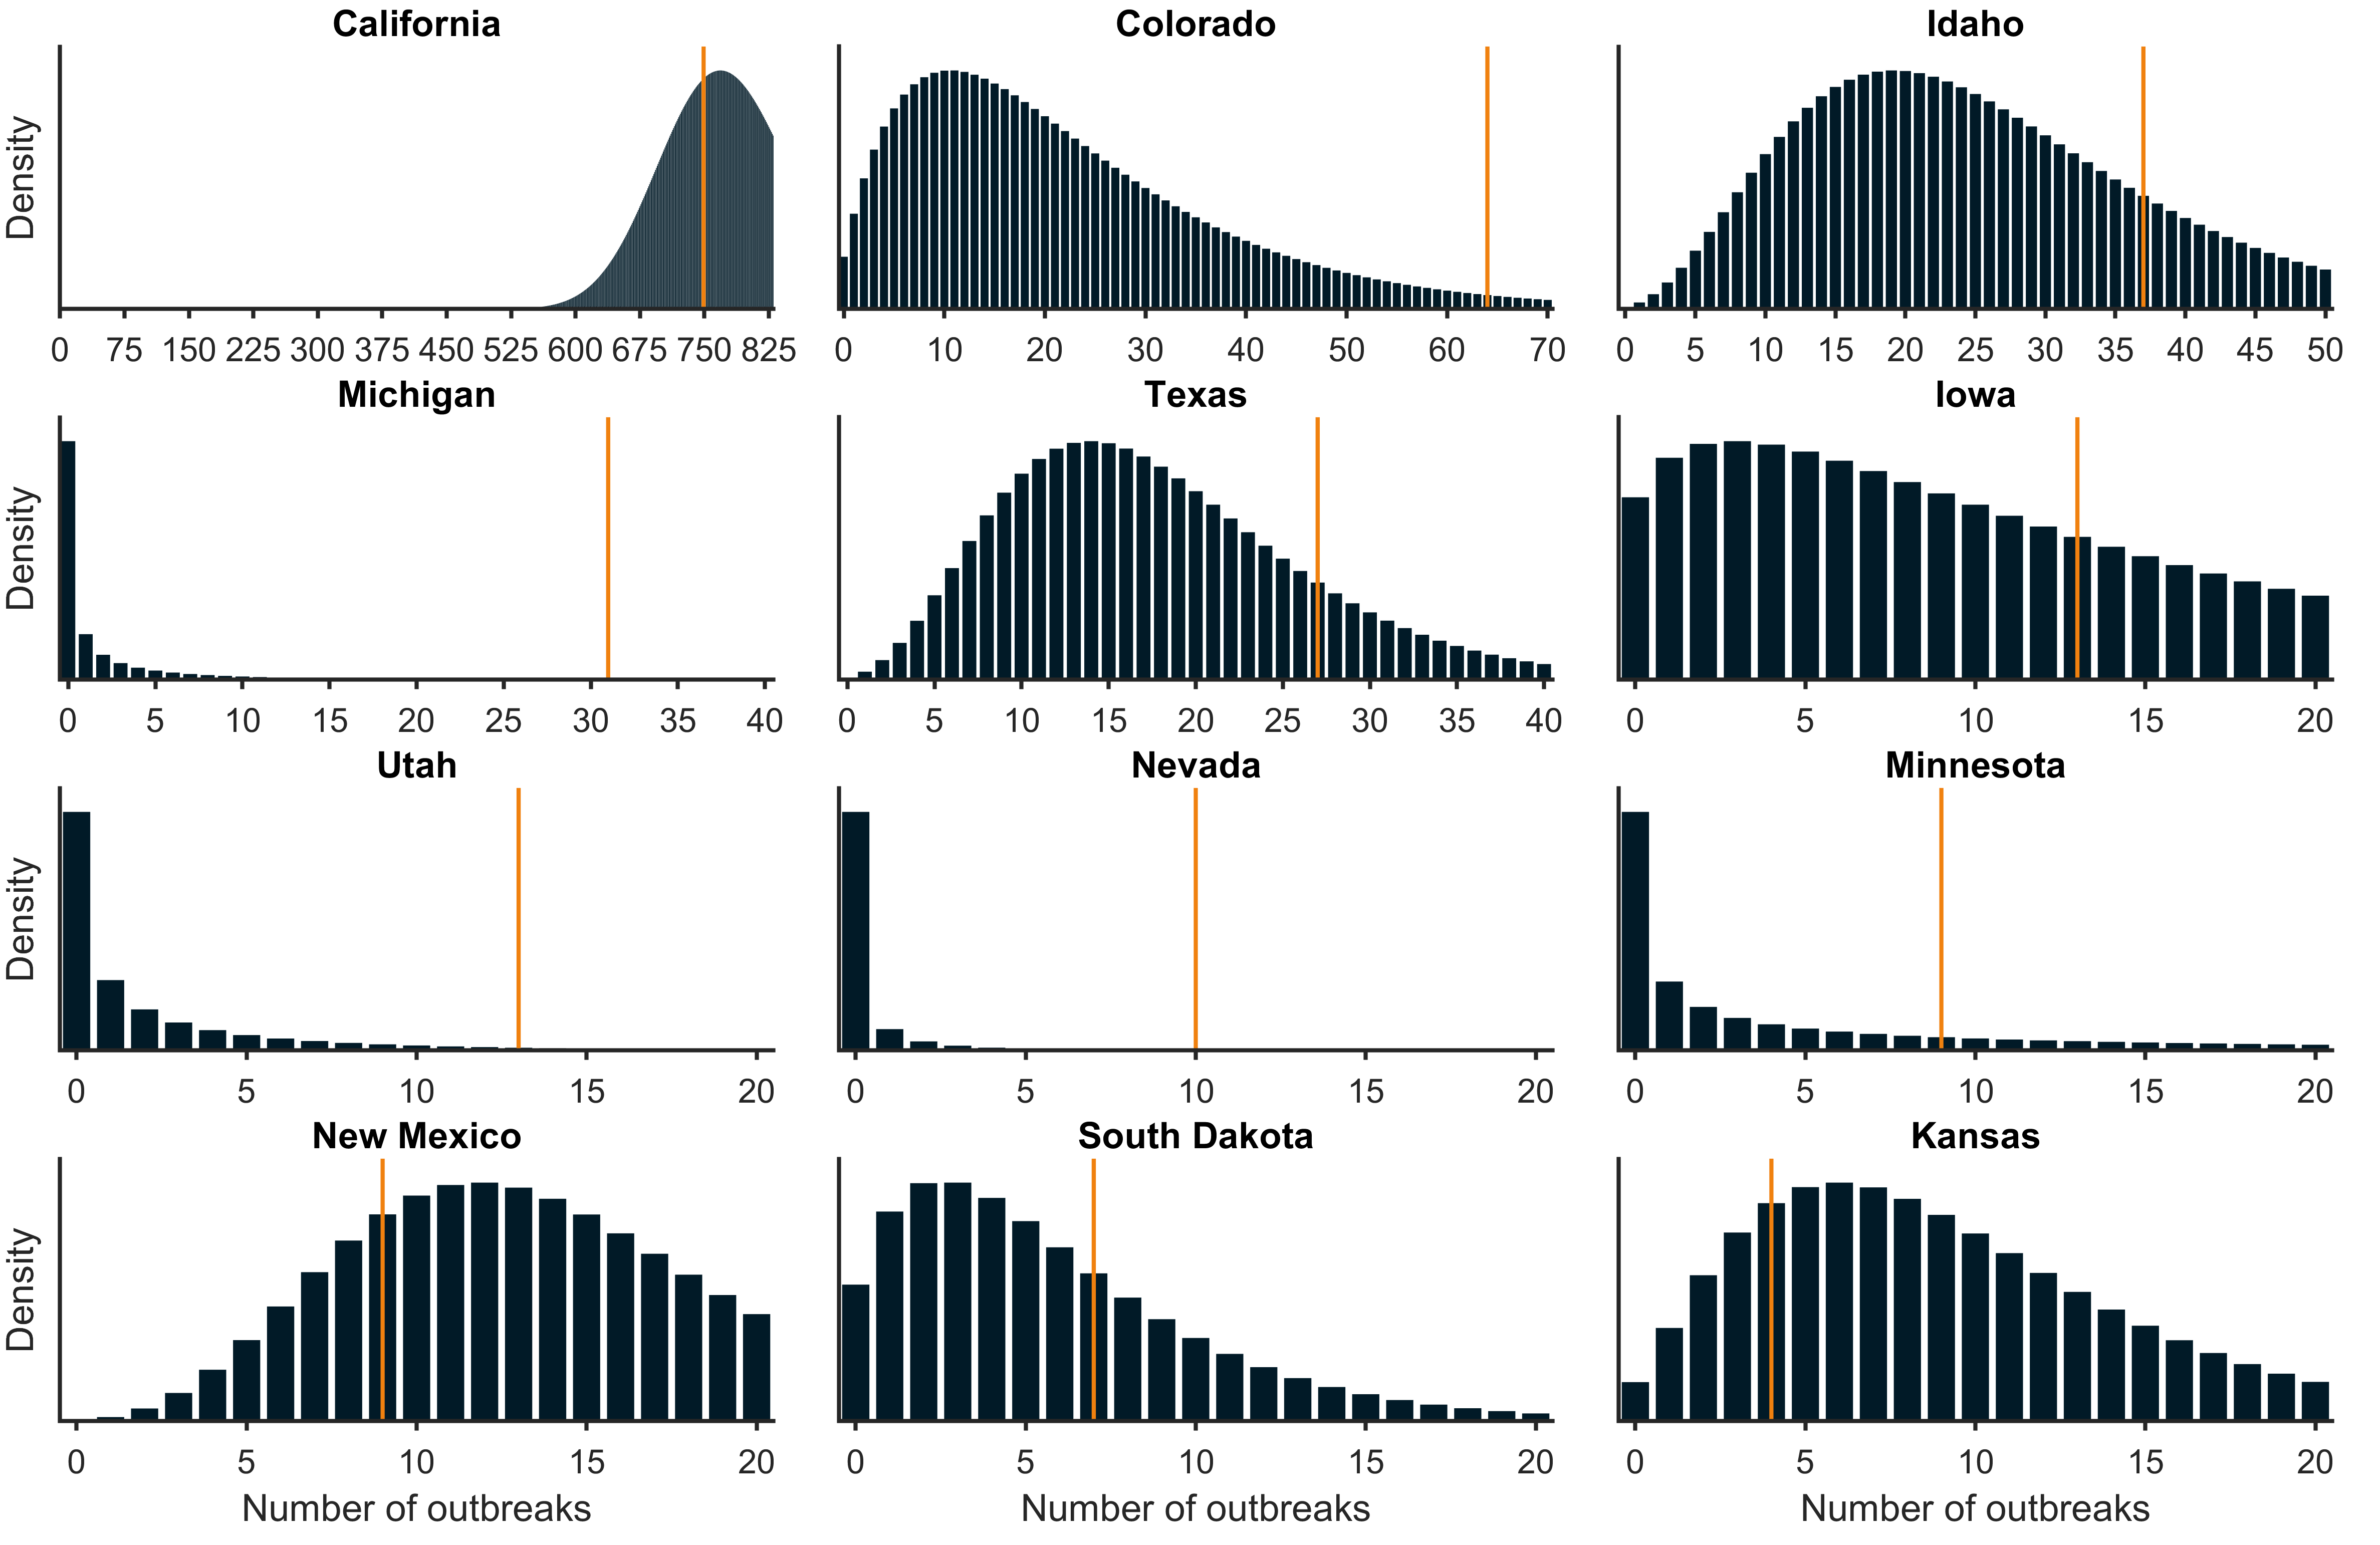 California Colorado Idaho
Density
0 75 150 225 300 375 450 525 600 675 750 825 0 10 20 30 40 50 60 70 0 5 10 15 20 25 30 35 40 45 50
Michigan Texas Iowa
Density
0 5 10 15 20 25 30 35 40 0 5 10 15 20 25 30 35 40 0 5 10 15 20
Utah Nevada Minnesota
Density
0 5 10 15 20 0 5 10 15 20 0 5 10 15 20
New Mexico South Dakota Kansas
Density
0 5 10 15 20 0 5 10 15 20 0 5 10 15 20
Number of outbreaks Number of outbreaks Number of outbreaks